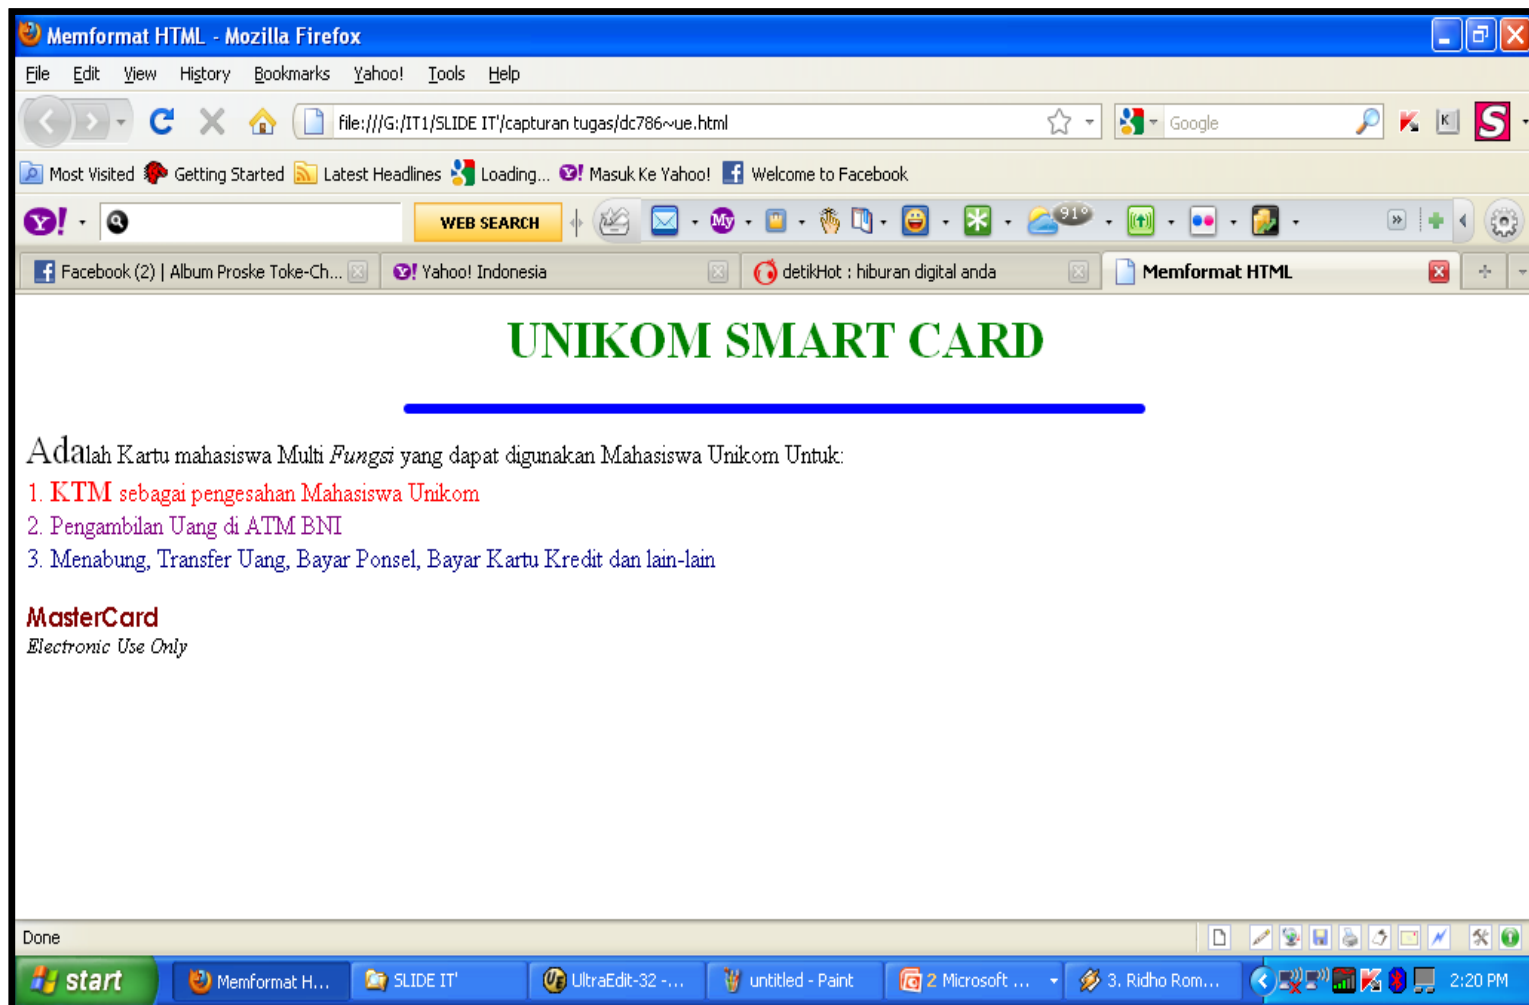 Memformat HTML - Mozilla Firefox
File Edit View History Bookmarks Yahoo! Tools Help
file:///G:/IT1/SLIDE IT'/capturan tugas/dc786~ue.html Google K S
Most Visited Getting Started Latest Headlines Loading... Y! Masuk Ke Yahoo! f Welcome to Facebook
Y! WEB SEARCH My 91°
f Facebook (2) | Album Proske Toke-Ch... Y! Yahoo! Indonesia detikHot : hiburan digital anda Memformat HTML
UNIKOM SMART CARD
Adalah Kartu mahasiswa Multi Fungsi yang dapat digunakan Mahasiswa Unikom Untuk:
1. KTM sebagai pengesahan Mahasiswa Unikom
2. Pengambilan Uang di ATM BNI
3. Menabung, Transfer Uang, Bayar Ponsel, Bayar Kartu Kredit dan lain-lain
MasterCard
Electronic Use Only
Done
start Memformat H... SLIDE IT' UltraEdit-32 -... untitled - Paint 2 Microsoft ... 3. Ridho Rom... 2:20 PM